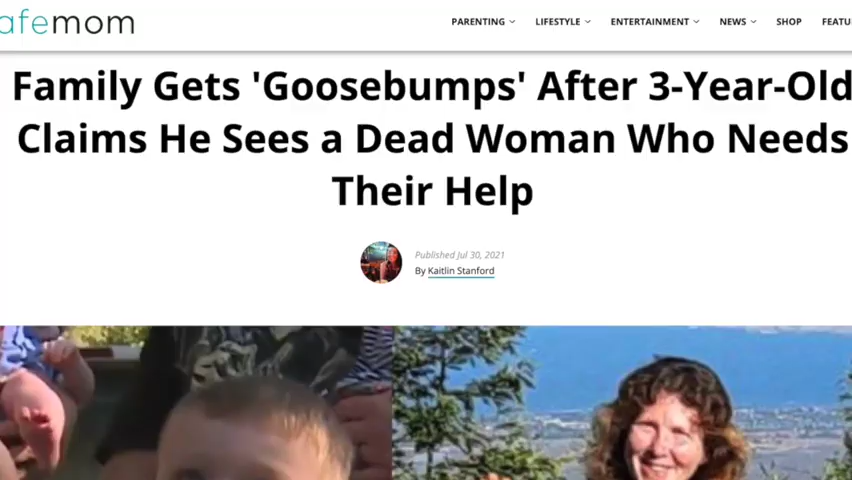 afemom
PARENTING LIFESTYLE ENTERTAINMENT NEWS SHOP FEATU
Family Gets 'Goosebumps' After 3-Year-Old
Claims He Sees a Dead Woman Who Needs
Their Help
Published Jul 30, 2021
By Kaitlin Stanford